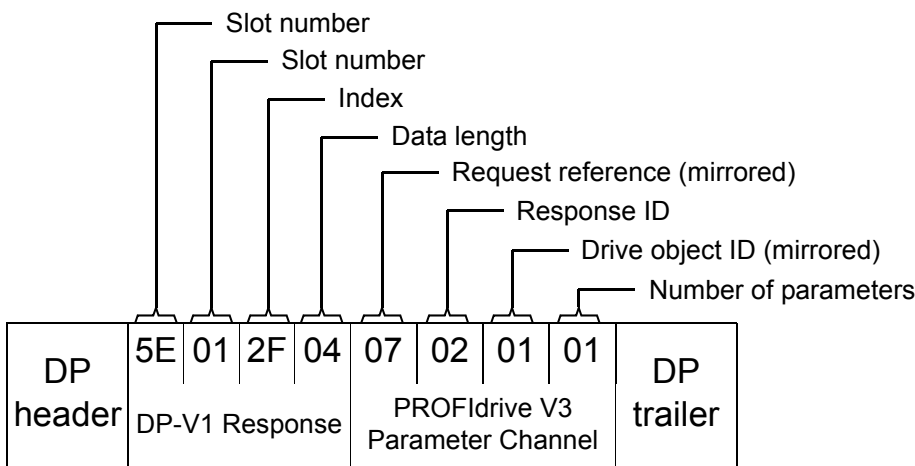 Slot number
Slot number
Index
Data length
Request reference (mirrored)
Response ID
Drive object ID (mirrored)
Number of parameters
DP header
5E 01 2F 04 07 02 01 01
DP-V1 Response
PROFIdrive V3
Parameter Channel
DP trailer